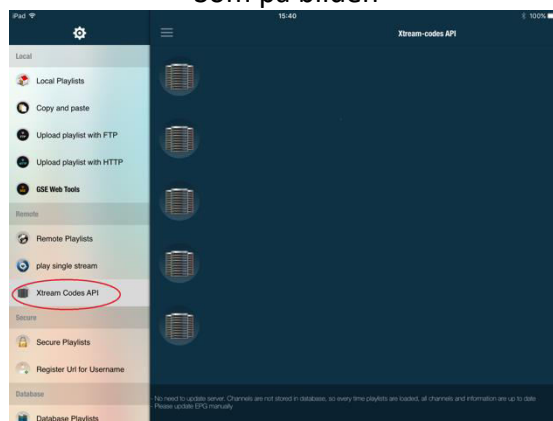 Som på bilden
iPad 15:40 100%
Xtream-codes API
Local
Local Playlists
Copy and paste
Upload playlist with FTP
Upload playlist with HTTP
GSE Web Tools
Remote
Remote Playlists
play single stream
Xtream Codes API
Secure
Secure Playlists
Register Url for Username
Database
Database Playlists
- No need to update server. Channels are not stored in database, so every time playlists are loaded, all channels and information are up to date
- Please update EPG manually